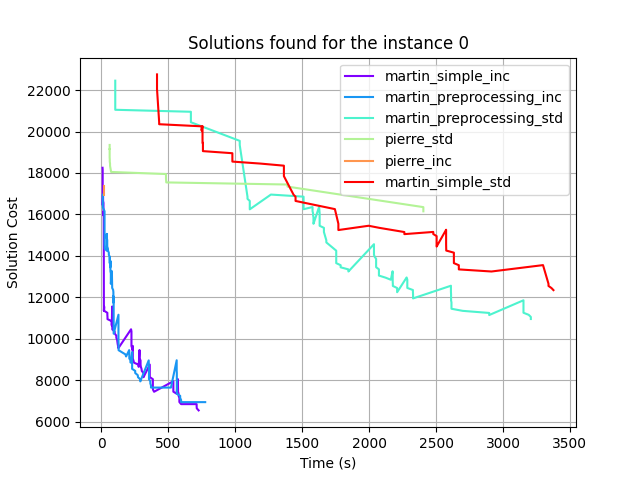 Solutions found for the instance 0
martin_simple_inc
martin_preprocessing_inc
martin_preprocessing_std
pierre_std
pierre_inc
martin_simple_std
Solution Cost
22000
20000
18000
16000
14000
12000
10000
8000
6000
0 500 1000 1500 2000 2500 3000 3500
Time (s)